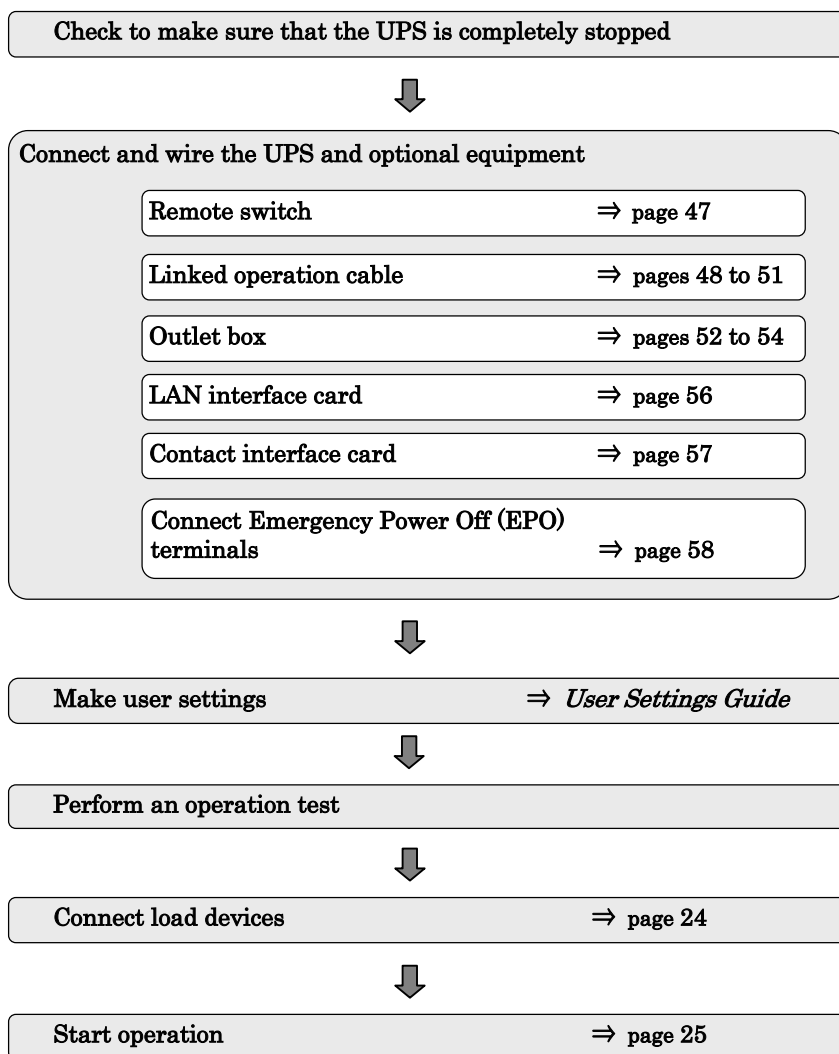 Check to make sure that the UPS is completely stopped
Connect and wire the UPS and optional equipment
Remote switch ⇒ page 47
Linked operation cable ⇒ pages 48 to 51
Outlet box ⇒ pages 52 to 54
LAN interface card ⇒ page 56
Contact interface card ⇒ page 57
Connect Emergency Power Off (EPO)
terminals ⇒ page 58
Make user settings ⇒ User Settings Guide
Perform an operation test
Connect load devices ⇒ page 24
Start operation ⇒ page 25